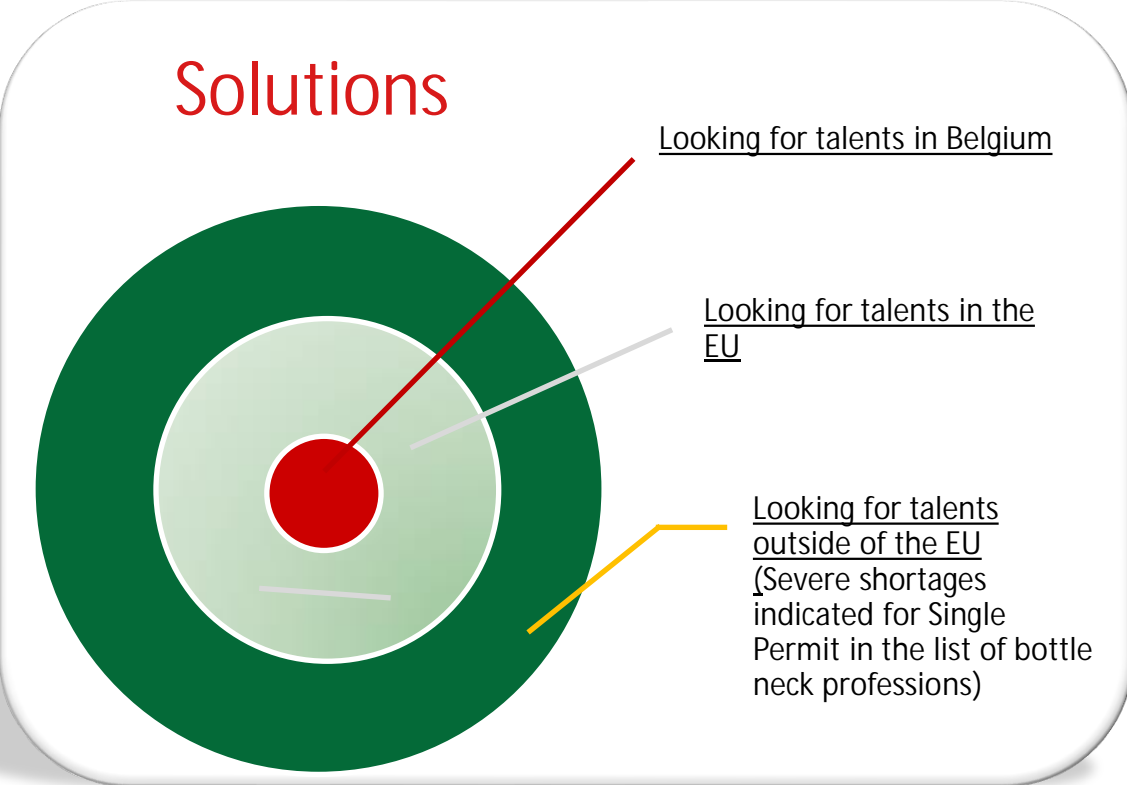 Solutions
Looking for talents in Belgium
Looking for talents in the
EU
Looking for talents
outside of the EU
(Severe shortages
indicated for Single
Permit in the list of bottle
neck professions)